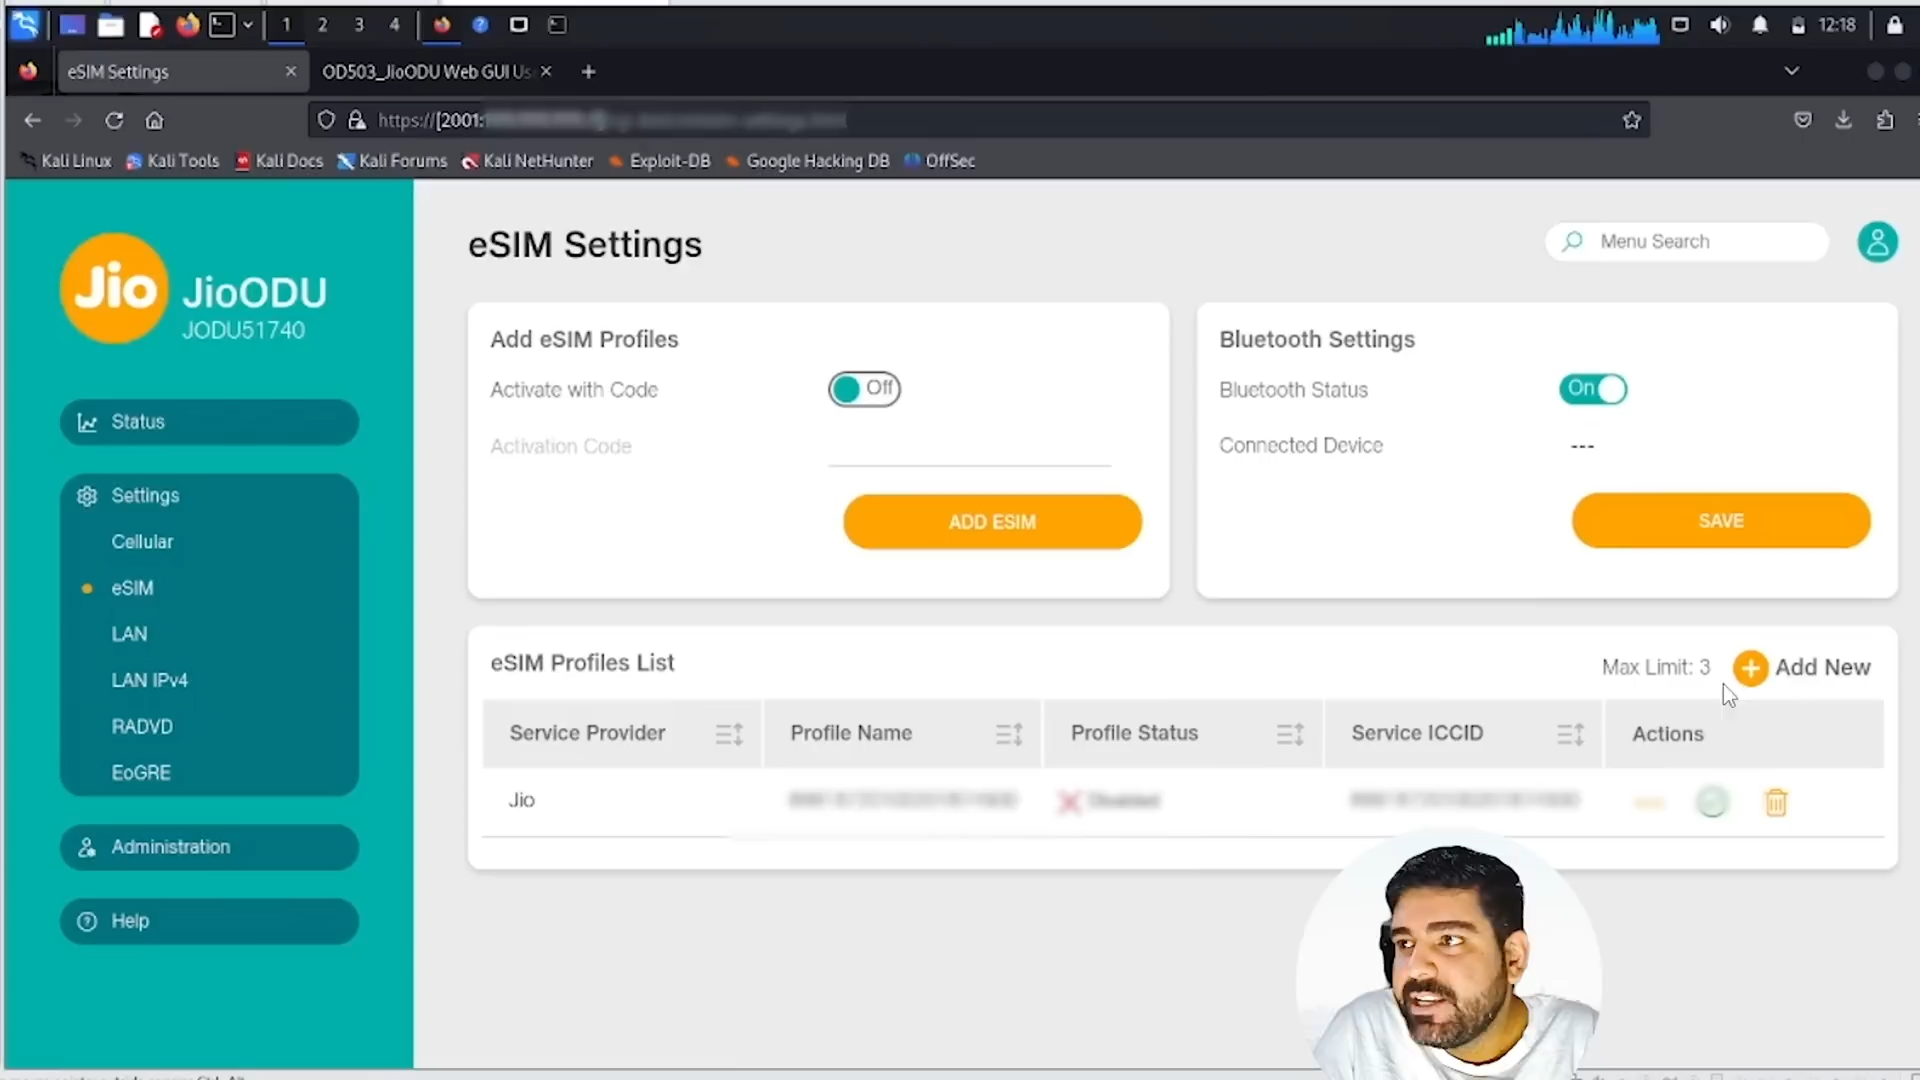 1 2 3 4 12:18
eSIM Settings
OD503_JioODU Web GUI Us
https://[2001:
Kali Linux Kali Tools Kali Docs Kali Forums Kali NetHunter Exploit-DB Google Hacking DB OffSec
Jio JioODU
JODU51740
Status
Settings
Cellular
eSIM
LAN
LAN IPv4
RADVD
EoGRE
Administration
Help
eSIM Settings
Menu Search
Add eSIM Profiles
Activate with Code Off
Activation Code
ADD ESIM
Bluetooth Settings
Bluetooth Status On
Connected Device ---
SAVE
eSIM Profiles List
Max Limit: 3 Add New
Service Provider Profile Name Profile Status Service ICCID Actions
Jio Disabled